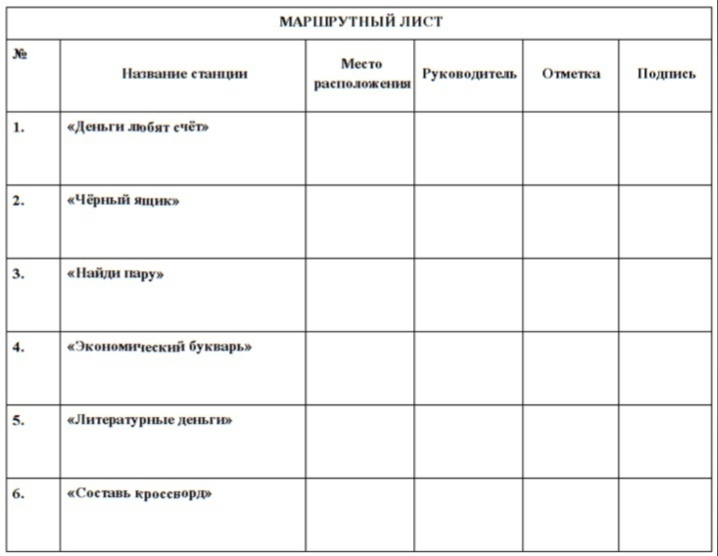 МАРШРУТНЫЙ ЛИСТ
№ Название станции Место расположения Руководитель Отметка Подпись
1. «Деньги любят счёт»
2. «Чёрный ящик»
3. «Найди пару»
4. «Экономический букварь»
5. «Литературные деньги»
6. «Составь кроссворд»